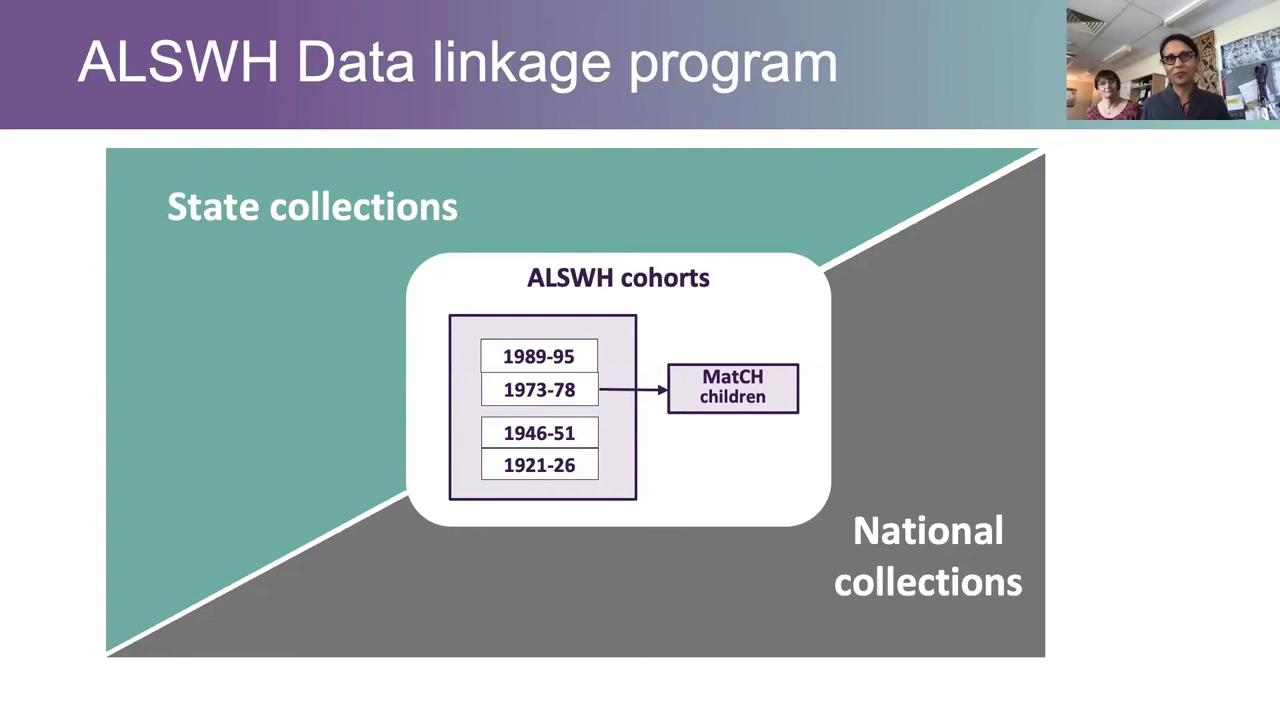 ALSWH Data linkage program
State collections
ALSWH cohorts
1989-95
1973-78
1946-51
1921-26
MatCH
children
National
collections